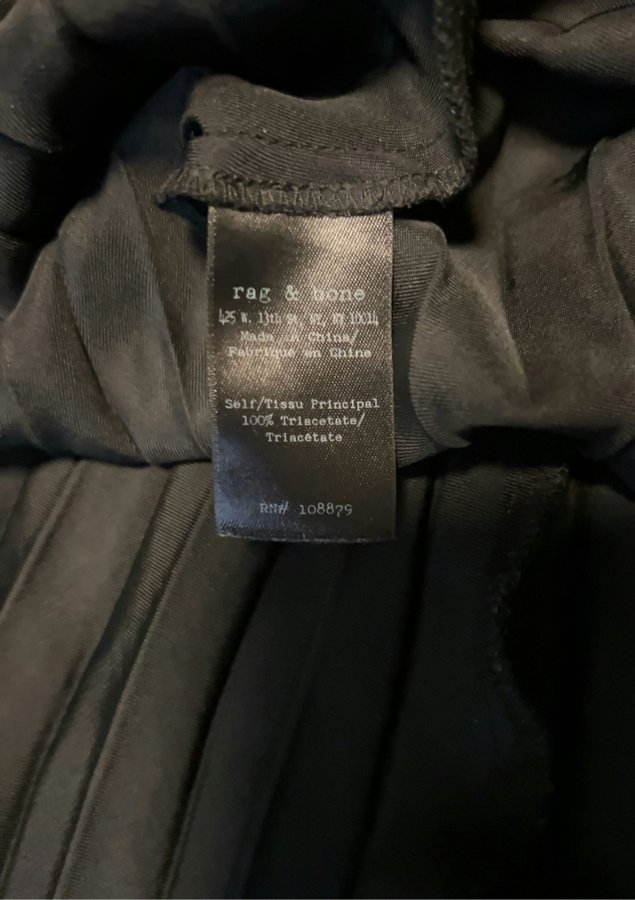 rag & bone
425 W. 13th St, NY, NY 10014
Made in China/
Fabriqué en Chine
Self/Tissu Principal
100% Triacetate/
Triacétate
RN# 108879